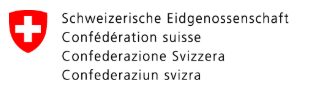 Schweizerische Eidgenossenschaft
Confédération suisse
Confederazione Svizzera
Confederaziun svizra